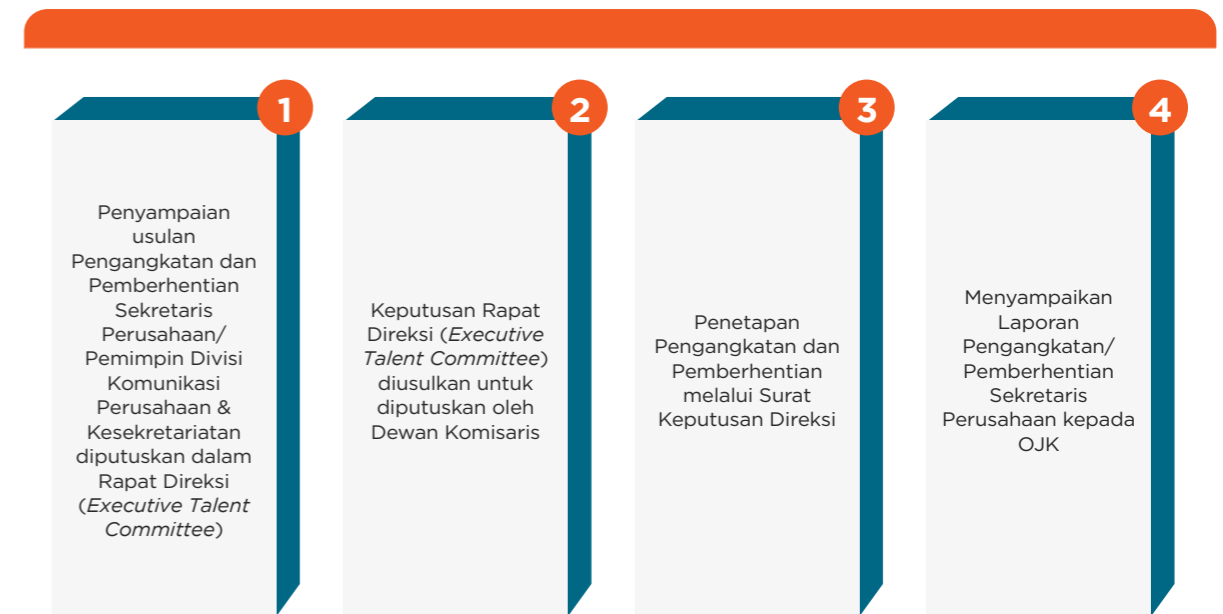 1
Penyampaian
usulan
Pengangkatan dan
Pemberhentian
Sekretaris
Perusahaan/
Pemimpin Divisi
Komunikasi
Perusahaan &
Kesekretariatan
diputuskan dalam
Rapat Direksi
(Executive Talent
Committee)
2
Keputusan Rapat
Direksi (Executive
Talent Committee)
diusulkan untuk
diputuskan oleh
Dewan Komisaris
3
Penetapan
Pengangkatan dan
Pemberhentian
melalui Surat
Keputusan Direksi
4
Menyampaikan
Laporan
Pengangkatan/
Pemberhentian
Sekretaris
Perusahaan kepada
OJK